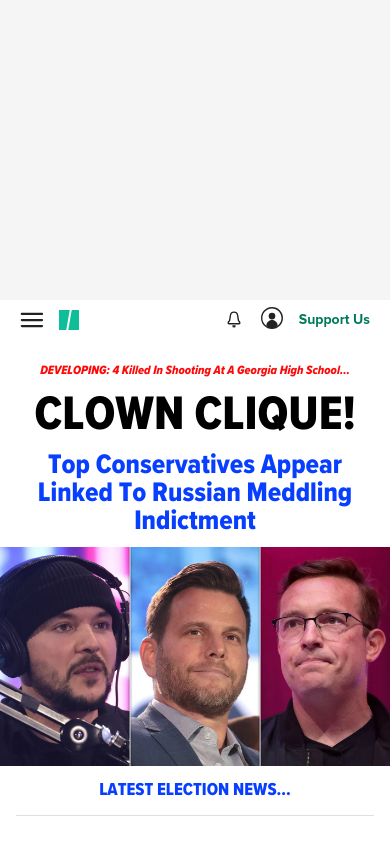 Support Us
DEVELOPING: 4 Killed In Shooting At A Georgia High School...
CLOWN CLIQUE!
Top Conservatives Appear
Linked To Russian Meddling
Indictment
LATEST ELECTION NEWS...